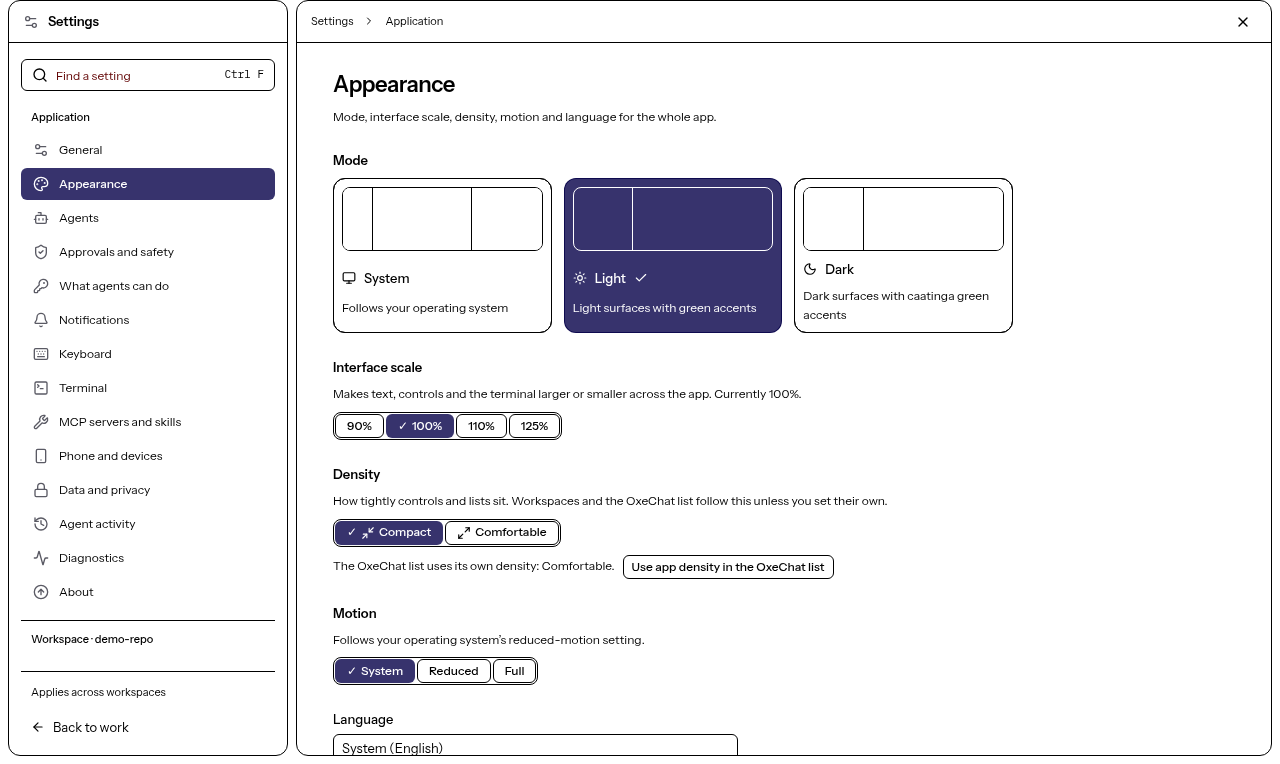 Settings
Find a setting
Ctrl F
Application
General
Appearance
Agents
Approvals and safety
What agents can do
Notifications
Keyboard
Terminal
MCP servers and skills
Phone and devices
Data and privacy
Agent activity
Diagnostics
About
Workspace · demo-repo
Applies across workspaces
Back to work
Settings > Application
Appearance
Mode, interface scale, density, motion and language for the whole app.
Mode
System
Follows your operating system
Light ✓
Light surfaces with green accents
Dark
Dark surfaces with caatinga green
accents
Interface scale
Makes text, controls and the terminal larger or smaller across the app. Currently 100%.
90% ✓ 100% 110% 125%
Density
How tightly controls and lists sit. Workspaces and the OxeChat list follow this unless you set their own.
✓ Compact Comfortable
The OxeChat list uses its own density: Comfortable. Use app density in the OxeChat list
Motion
Follows your operating system's reduced-motion setting.
✓ System Reduced Full
Language
System (English)